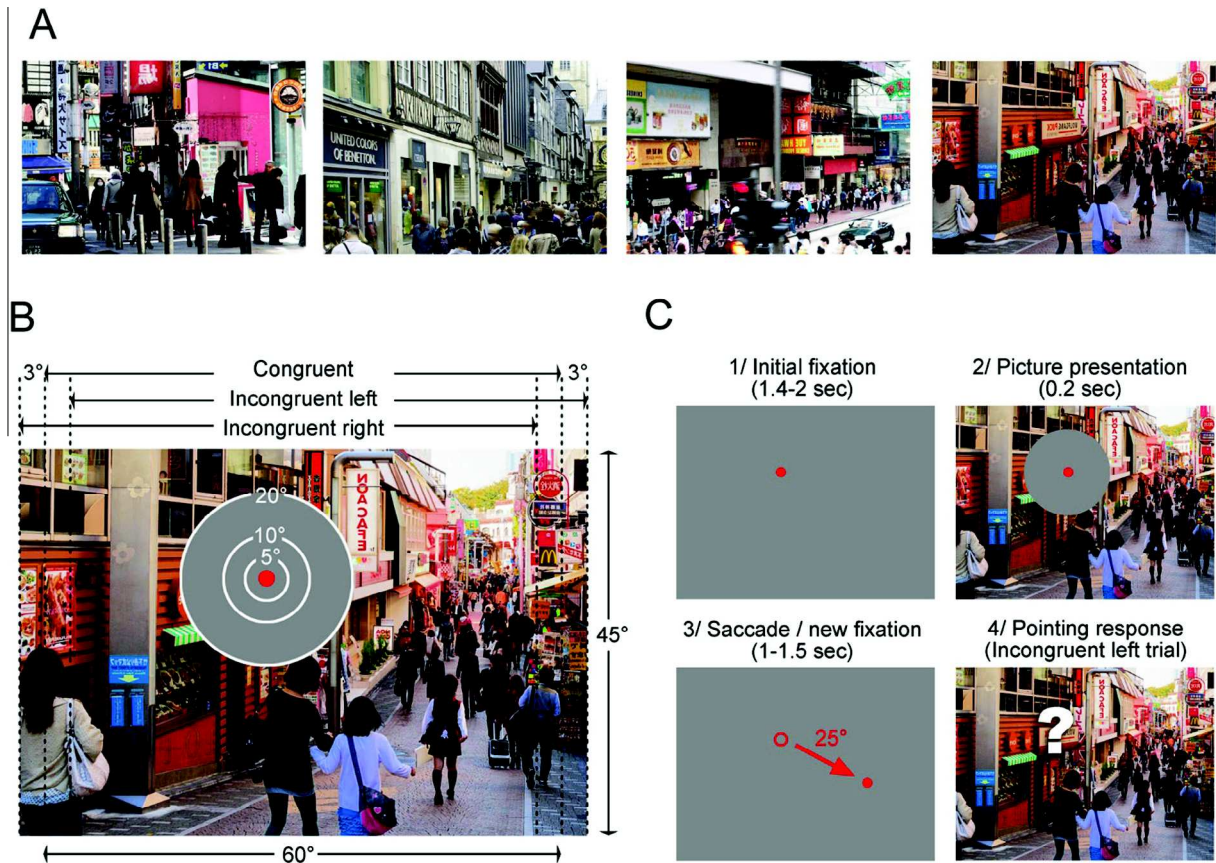 A
UNITED COLORS
OF BENETTON.
B
3°
Congruent
3°
Incongruent left
Incongruent right
20°
10°
5°
45°
60°
C
1/ Initial fixation
(1.4-2 sec)
2/ Picture presentation
(0.2 sec)
3/ Saccade / new fixation
(1-1.5 sec)
25°
4/ Pointing response
(Incongruent left trial)
?